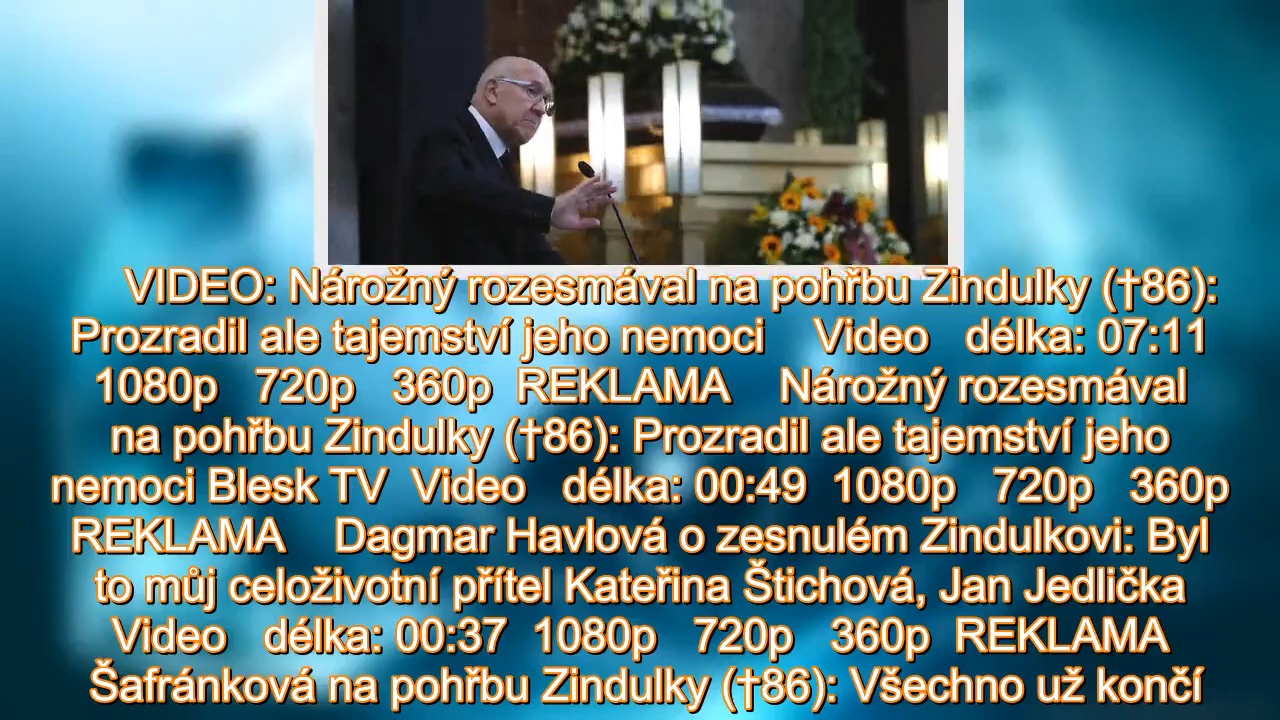 VIDEO: Nárožný rozesmával na pohřbu Zindulky (†86):
Prozradil ale tajemství jeho nemoci Video délka: 07:11
1080p 720p 360p REKLAMA Nárožný rozesmával
na pohřbu Zindulky (†86): Prozradil ale tajemství jeho
nemoci Blesk TV Video délka: 00:49 1080p 720p 360p
REKLAMA Dagmar Havlová o zesnulém Zindulkovi: Byl
to můj celoživotní přítel Kateřina Štichová, Jan Jedlička
Video délka: 00:37 1080p 720p 360p REKLAMA
Šafránková na pohřbu Zindulky (†86): Všechno už končí